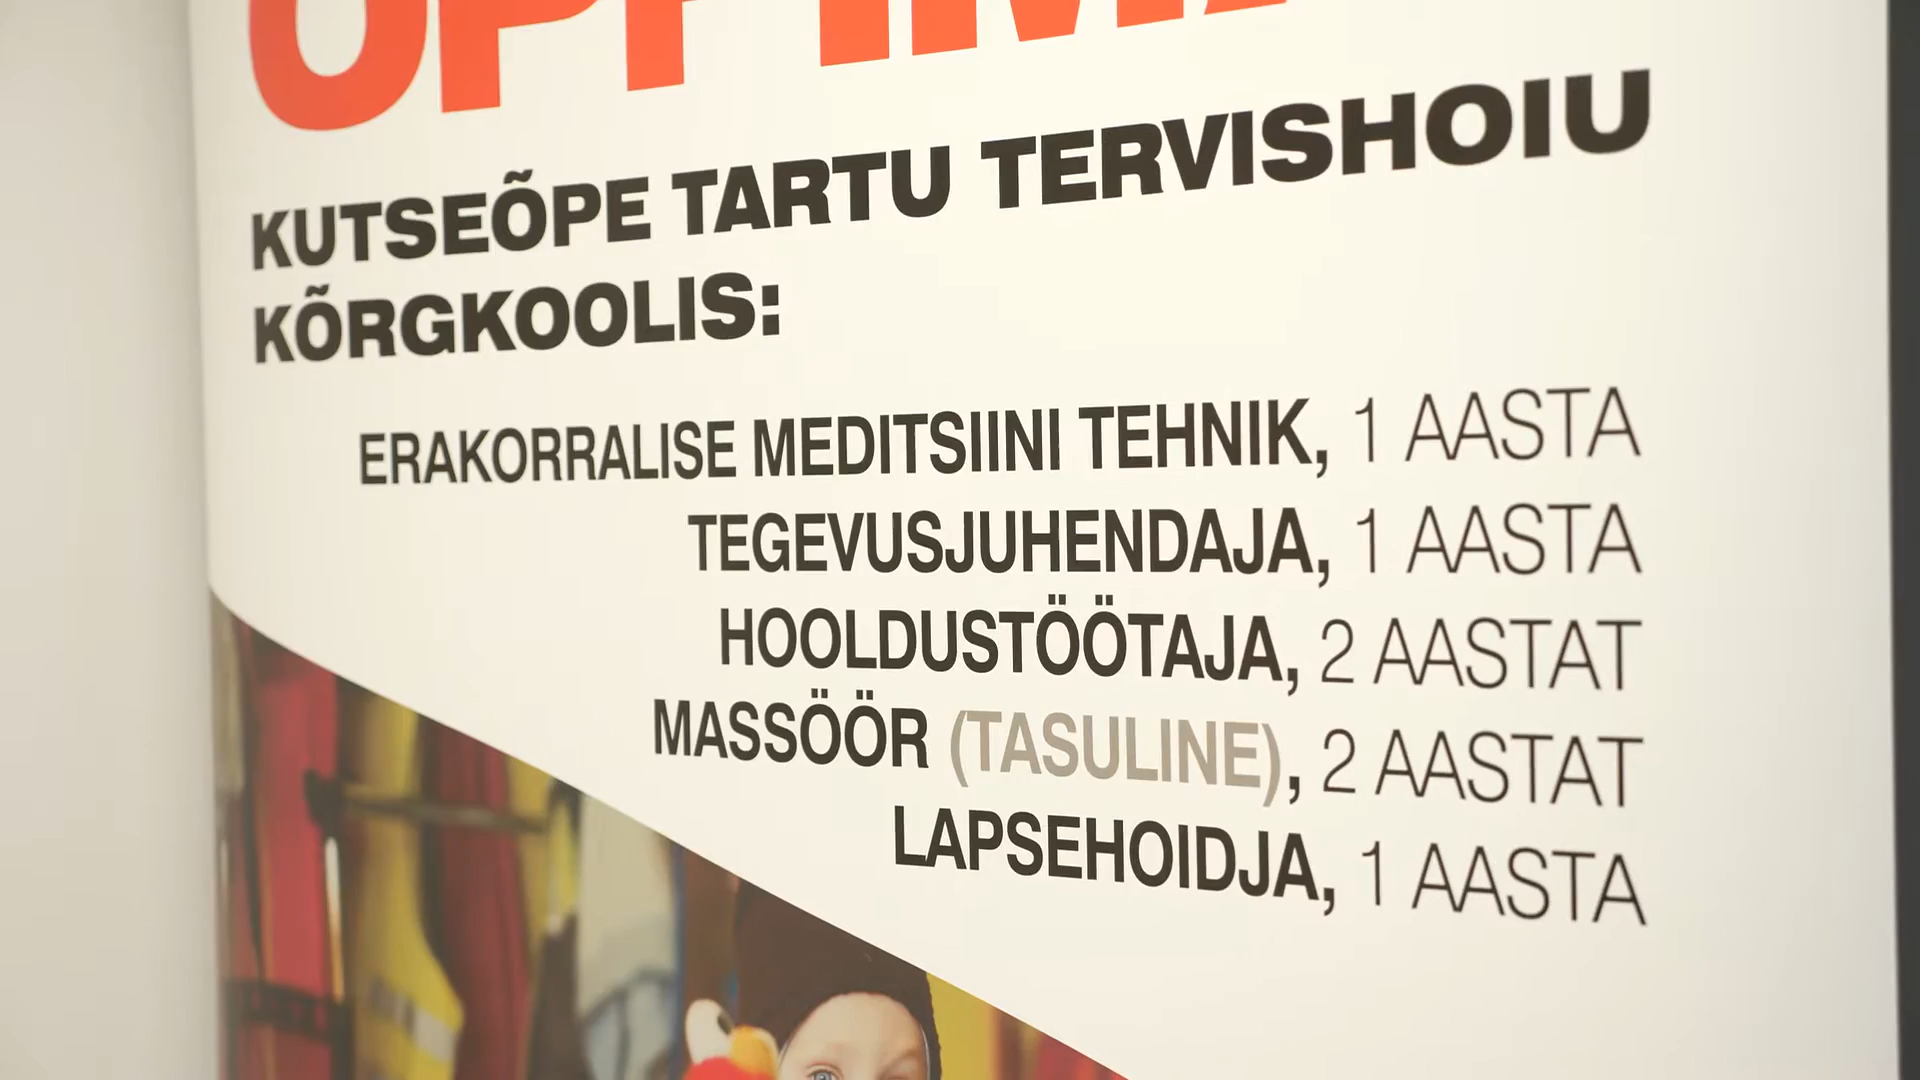 KUTSEÕPE TARTU TERVISHOIU
KÕRGKOOLIS:
ERAKORRALISE MEDITSIINI TEHNIK, 1 AASTA
TEGEVUSJUHENDAJA, 1 AASTA
HOOLDUSTÖÖTAJA, 2 AASTAT
MASSÖÖR (TASULINE), 2 AASTAT
LAPSEHOIDJA, 1 AASTA